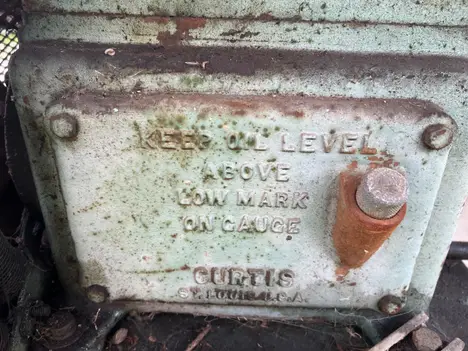 KEEP OIL LEVEL
ABOVE
LOW MARK
ON GAUGE
CURTIS
ST. LOUIS U.S.A.